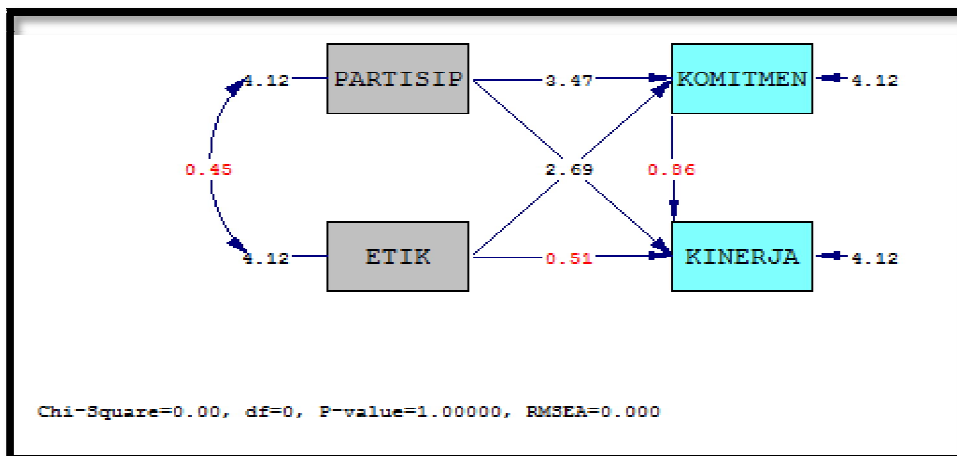 4.12 PARTISIP 3.47 KOMITMEN 4.12
0.45 2.69 0.86
4.12 ETIK 0.51 KINERJA 4.12
Chi-Square=0.00, df=0, P-value=1.00000, RMSEA=0.000